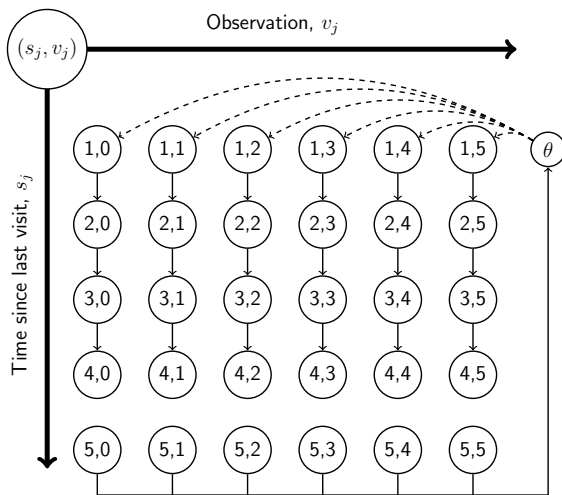 Observation, v_j
(s_j, v_j)
Time since last visit, s_j
1,0 1,1 1,2 1,3 1,4 1,5 θ
2,0 2,1 2,2 2,3 2,4 2,5
3,0 3,1 3,2 3,3 3,4 3,5
4,0 4,1 4,2 4,3 4,4 4,5
5,0 5,1 5,2 5,3 5,4 5,5